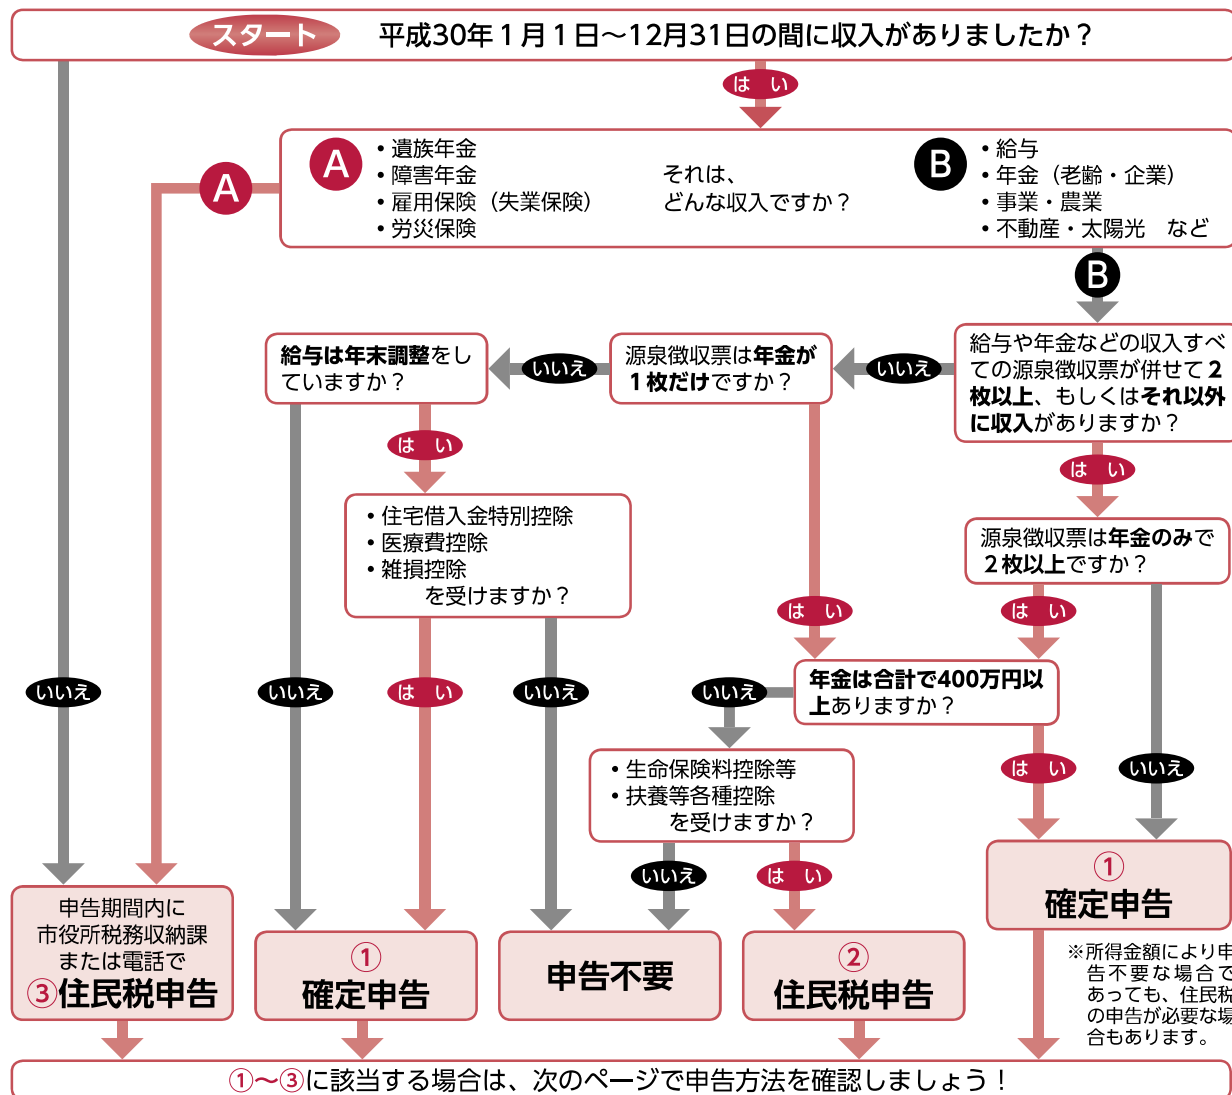 スタート 平成30年1月1日～12月31日の間に収入がありましたか？
は い
A
A
・遺族年金
・障害年金
・雇用保険（失業保険）
・労災保険
それは、
どんな収入ですか？
B
・給与
・年金（老齢・企業）
・事業・農業
・不動産・太陽光 など
B
給与や年金などの収入すべ
ての源泉徴収票が併せて２
枚以上、もしくはそれ以外
に収入がありますか？
いいえ
源泉徴収票は年金が
１枚だけですか？
いいえ
給与は年末調整をし
ていますか？
は い
は い
・住宅借入金特別控除
・医療費控除
・雑損控除
を受けますか？
源泉徴収票は年金のみで
２枚以上ですか？
は い
は い
年金は合計で400万円以
上ありますか？
いいえ
いいえ
は い
いいえ
いいえ
・生命保険料控除等
・扶養等各種控除
を受けますか？
は い
いいえ
いいえ
は い
申告期間内に
市役所税務収納課
または電話で
③住民税申告
①
確定申告
申告不要
②
住民税申告
①
確定申告
※所得金額により申
告不要な場合で
あっても、住民税
の申告が必要な場
合もあります。
①～③に該当する場合は、次のページで申告方法を確認しましょう！